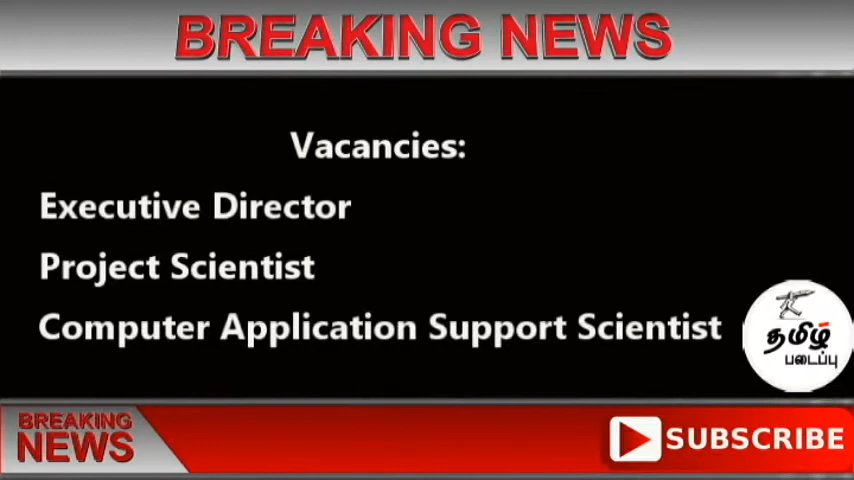 BREAKING NEWS
Vacancies:
Executive Director
Project Scientist
Computer Application Support Scientist
தமிழ்
படைப்பு
BREAKING
NEWS
SUBSCRIBE